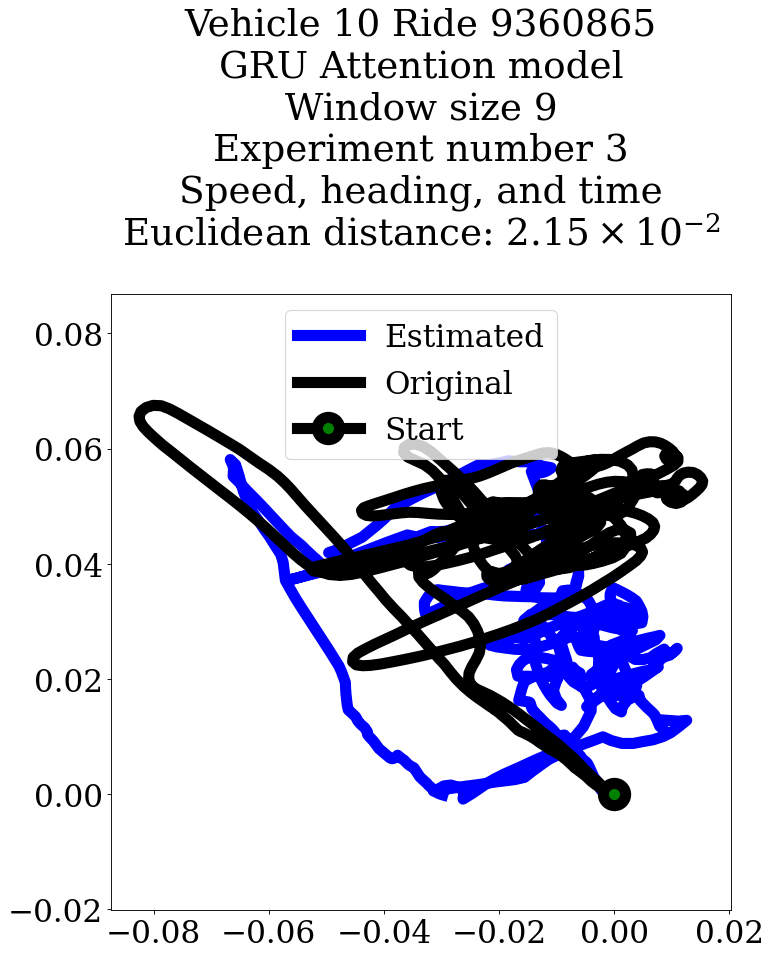 Vehicle 10 Ride 9360865
GRU Attention model
Window size 9
Experiment number 3
Speed, heading, and time
Euclidean distance: 2.15 × 10⁻²
Estimated
Original
Start
0.08
0.06
0.04
0.02
0.00
−0.02
−0.08 −0.06 −0.04 −0.02 0.00 0.02